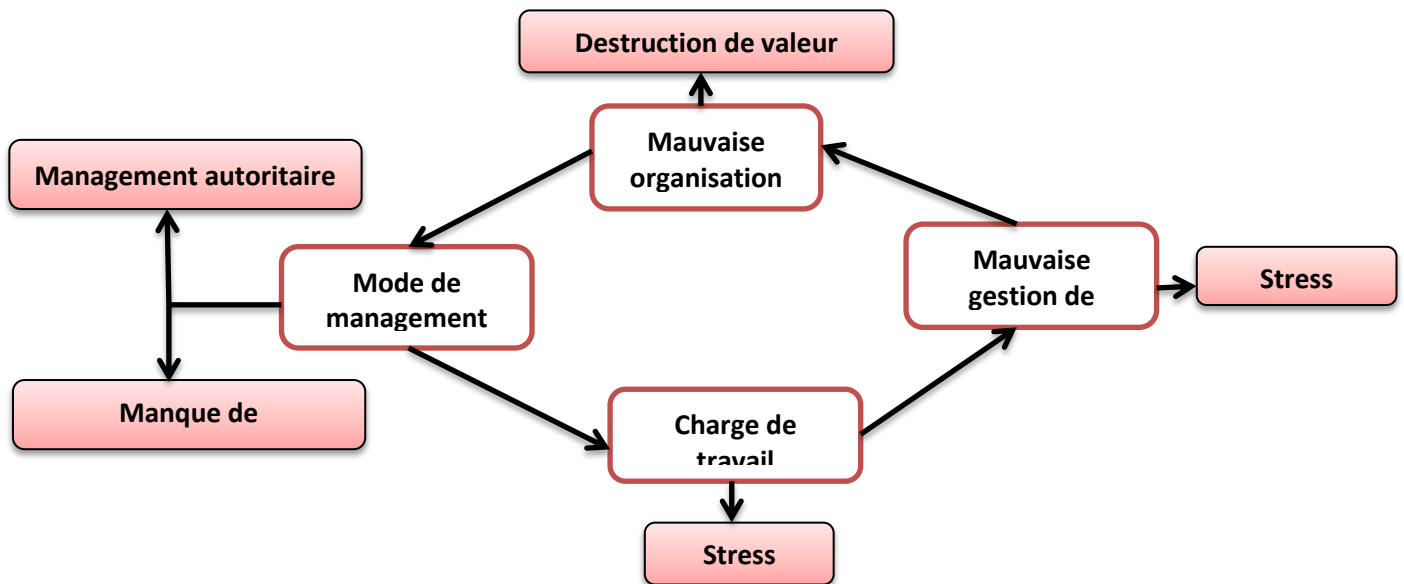 Destruction de valeur
Mauvaise
organisation
Management autoritaire
Mauvaise
gestion de
Stress
Mode de
management
Manque de
Charge de
travail
Stress